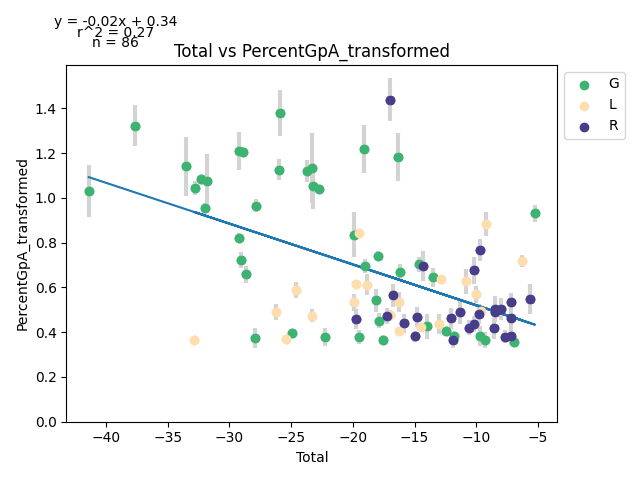 y = -0.02x + 0.34
r^2 = 0.27
n = 86
Total vs PercentGpA_transformed
G
L
R
PercentGpA_transformed
1.4
1.2
1.0
0.8
0.6
0.4
0.2
0.0
−40 −35 −30 −25 −20 −15 −10 −5
Total